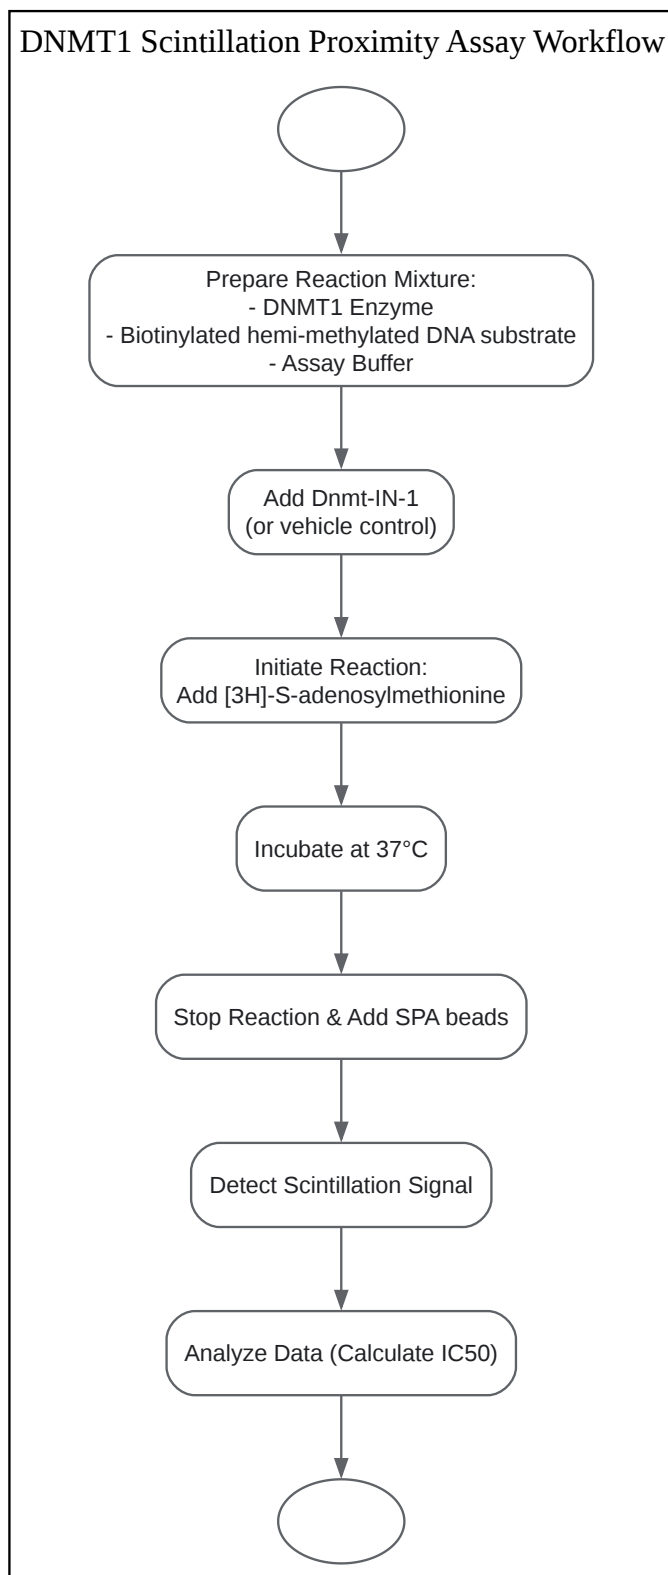 DNMT1 Scintillation Proximity Assay Workflow
Prepare Reaction Mixture:
- DNMT1 Enzyme
- Biotinylated hemi-methylated DNA substrate
- Assay Buffer
Add Dnmt-IN-1
(or vehicle control)
Initiate Reaction:
Add [3H]-S-adenosylmethionine
Incubate at 37°C
Stop Reaction & Add SPA beads
Detect Scintillation Signal
Analyze Data (Calculate IC50)